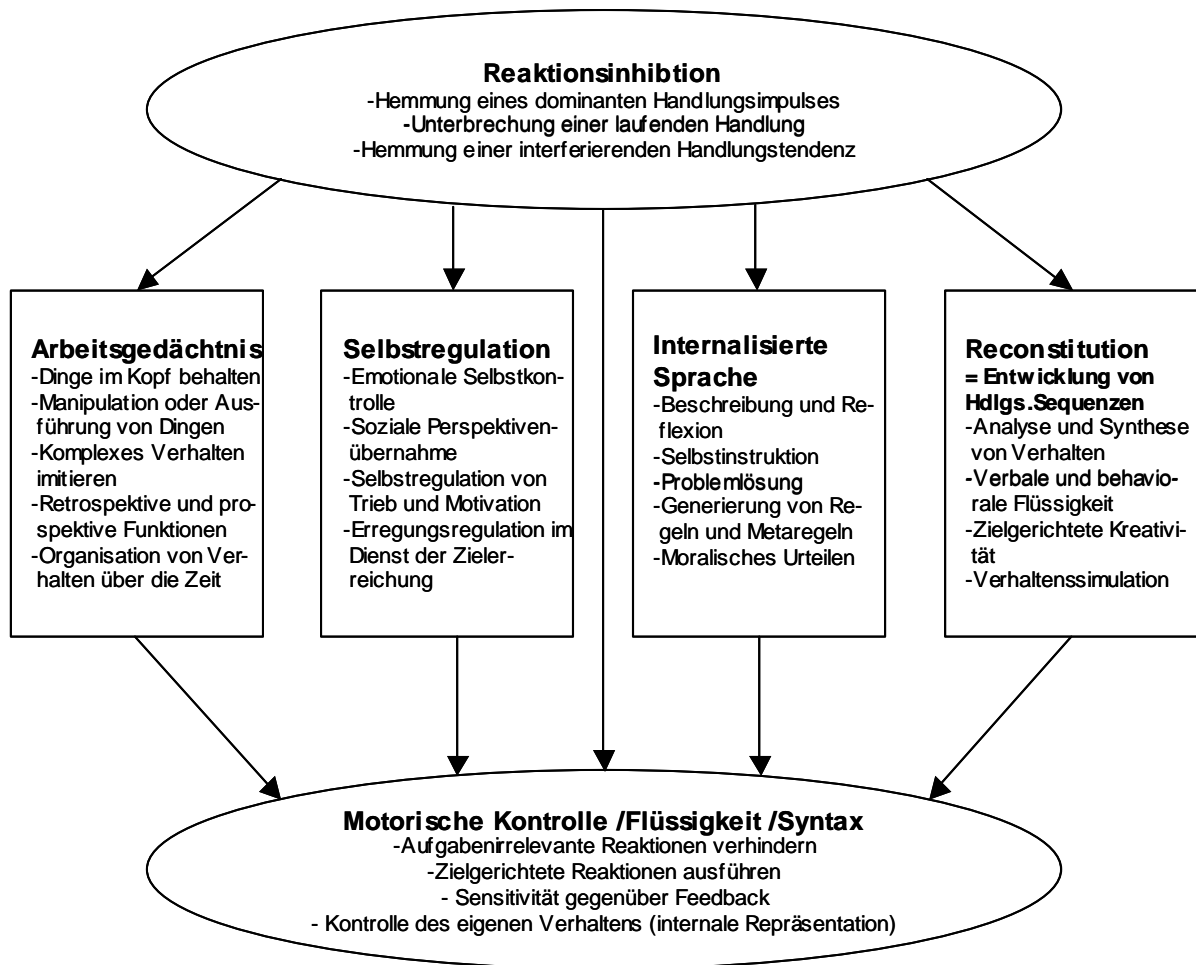 Reaktionsinhibtion
-Hemmung eines dominanten Handlungsimpulses
-Unterbrechung einer laufenden Handlung
-Hemmung einer interferierenden Handlungstendenz
Arbeitsgedächtnis
-Dinge im Kopf behalten
-Manipulation oder Aus-
führung von Dingen
-Komplexes Verhalten
imitieren
-Retrospektive und pro-
spektive Funktionen
-Organisation von Ver-
halten über die Zeit
Selbstregulation
-Emotionale Selbstkon-
trolle
-Soziale Perspektiven-
übernahme
-Selbstregulation von
Trieb und Motivation
-Erregungsregulation im
Dienst der Zieler-
reichung
Internalisierte
Sprache
-Beschreibung und Re-
flexion
-Selbstinstruktion
-Problemlösung
-Generierung von Re-
geln und Metaregeln
-Moralisches Urteilen
Reconstitution
= Entwicklung von
Hdlgs.Sequenzen
-Analyse und Synthese
von Verhalten
-Verbale und behavio-
rale Flüssigkeit
-Zielgerichtete Kreativi-
tät
-Verhaltenssimulation
Motorische Kontrolle /Flüssigkeit /Syntax
-Aufgabenirrelevante Reaktionen verhindern
-Zielgerichtete Reaktionen ausführen
- Sensitivität gegenüber Feedback
- Kontrolle des eigenen Verhaltens (internale Repräsentation)